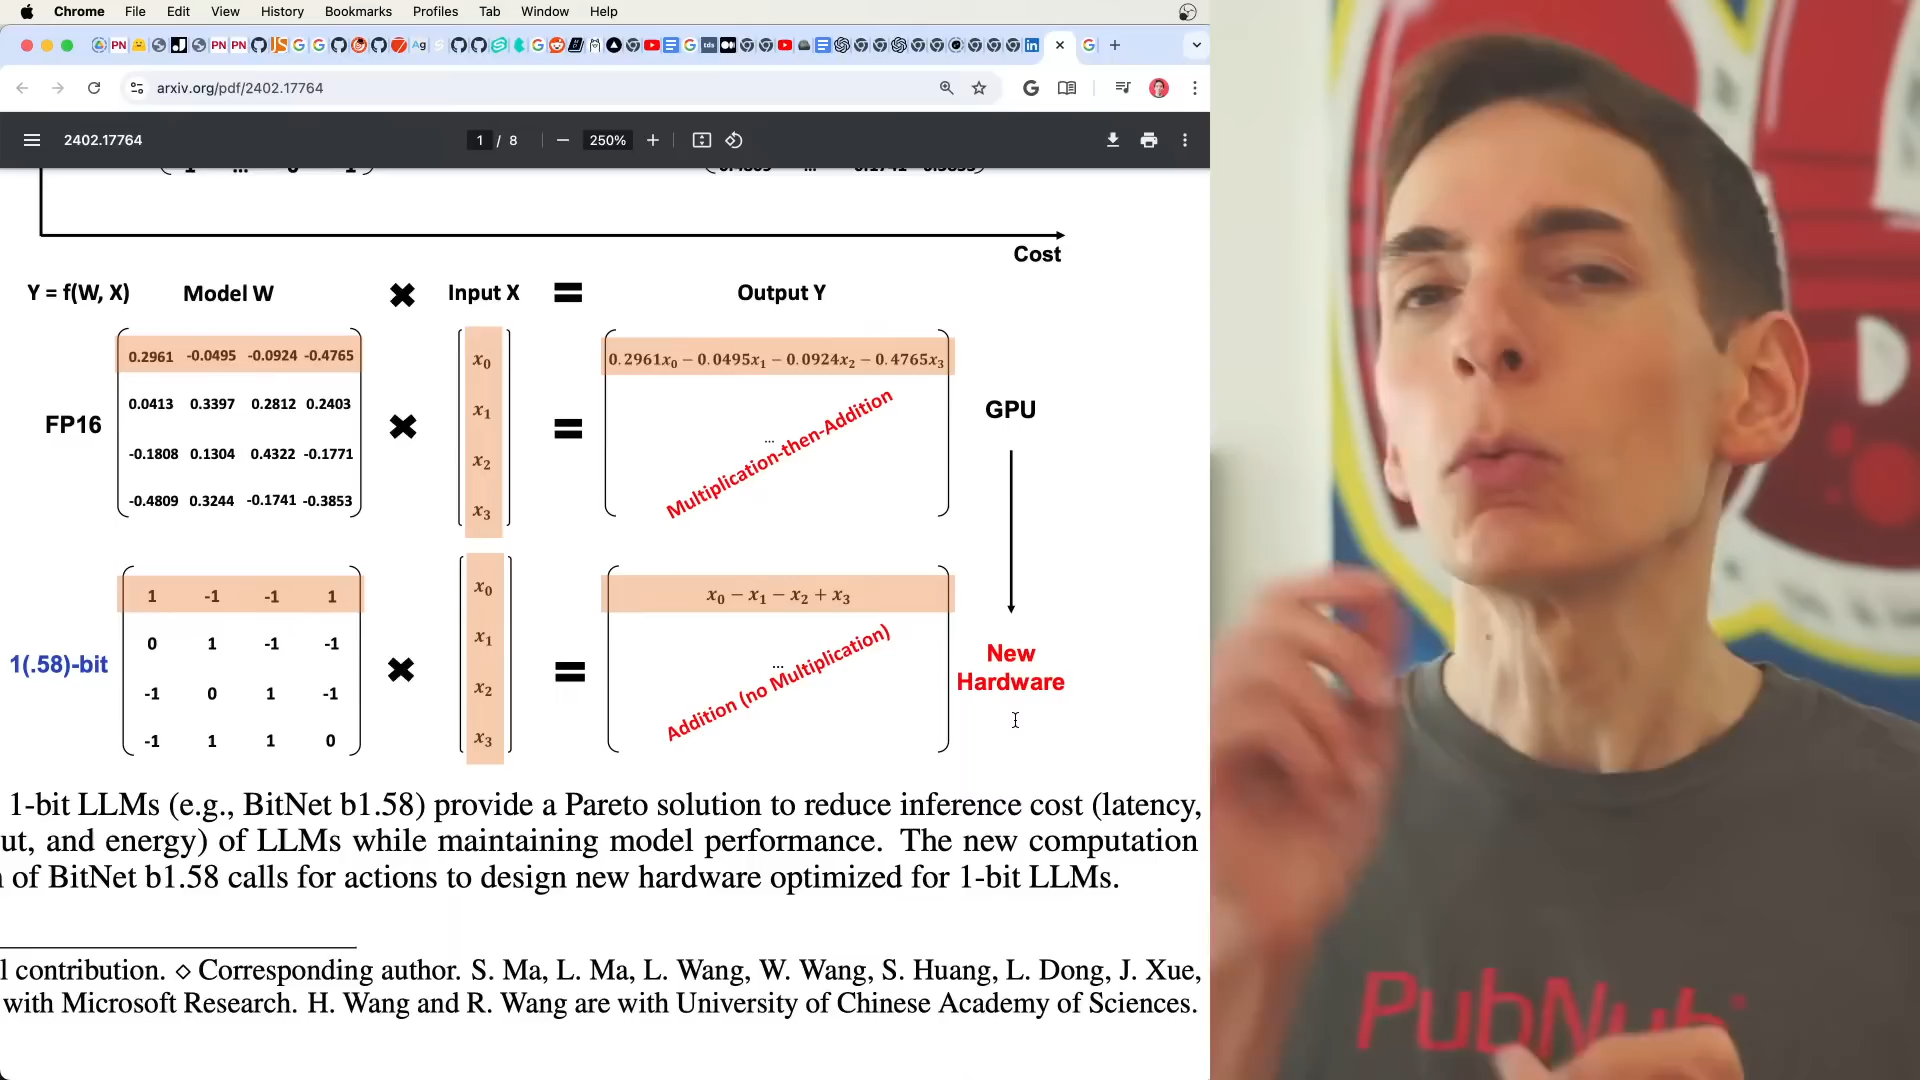 Chrome File Edit View History Bookmarks Profiles Tab Window Help
arxiv.org/pdf/2402.17764
2402.17764 1 / 8 250%
Cost
Y = f(W, X) Model W ✖ Input X = Output Y
0.2961 -0.0495 -0.0924 -0.4765
0.0413 0.3397 0.2812 0.2403
-0.1808 0.1304 0.4322 -0.1771
-0.4809 0.3244 -0.1741 -0.3853
FP16
✖
x0
x1
x2
x3
=
0.2961x0 − 0.0495x1 − 0.0924x2 − 0.4765x3
...
Multiplication-then-Addition
GPU
1 -1 -1 1
0 1 -1 -1
-1 0 1 -1
-1 1 1 0
1(.58)-bit
✖
x0
x1
x2
x3
=
x0 − x1 − x2 + x3
...
Addition (no Multiplication)
New
Hardware
1-bit LLMs (e.g., BitNet b1.58) provide a Pareto solution to reduce inference cost (latency,
ut, and energy) of LLMs while maintaining model performance. The new computation
of BitNet b1.58 calls for actions to design new hardware optimized for 1-bit LLMs.
l contribution. ⋄ Corresponding author. S. Ma, L. Ma, L. Wang, W. Wang, S. Huang, L. Dong, J. Xue,
with Microsoft Research. H. Wang and R. Wang are with University of Chinese Academy of Sciences.
PubNub